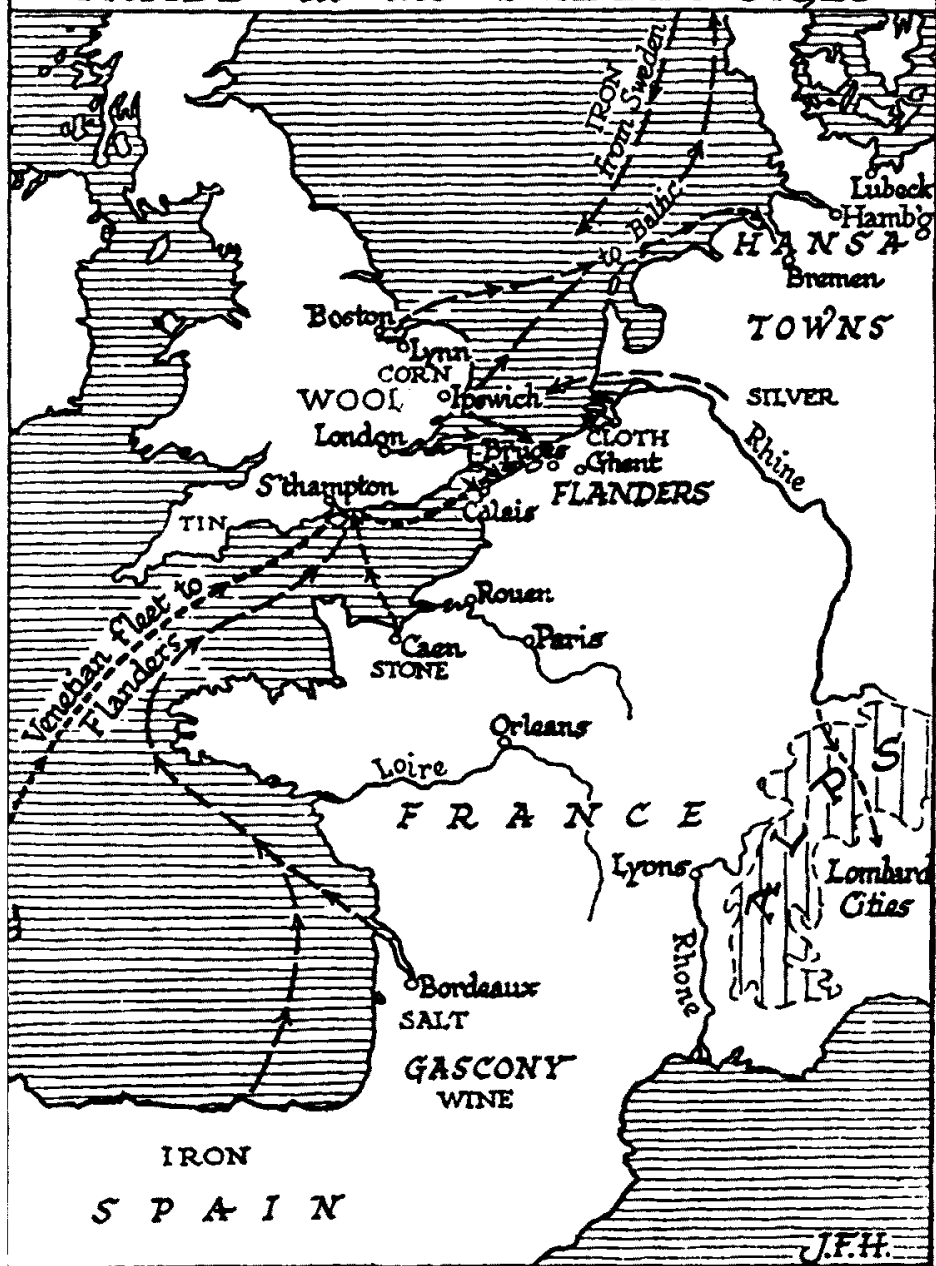 IRON
from Sweden
to Baltic
Lubeck
Hamb'g
HANSA
Bremen
TOWNS
Boston
Lynn
CORN
WOOL
Ipswich
SILVER
London
CLOTH
Bruges
Ghent
Rhine
S'thampton
FLANDERS
Calais
TIN
Venetian fleet to
Flanders
Rouen
Caen
Paris
STONE
Orleans
Loire
ALPS
FRANCE
Lyons
Lombard
Cities
Rhone
Bordeaux
SALT
GASCONY
WINE
IRON
SPAIN
J.F.H.